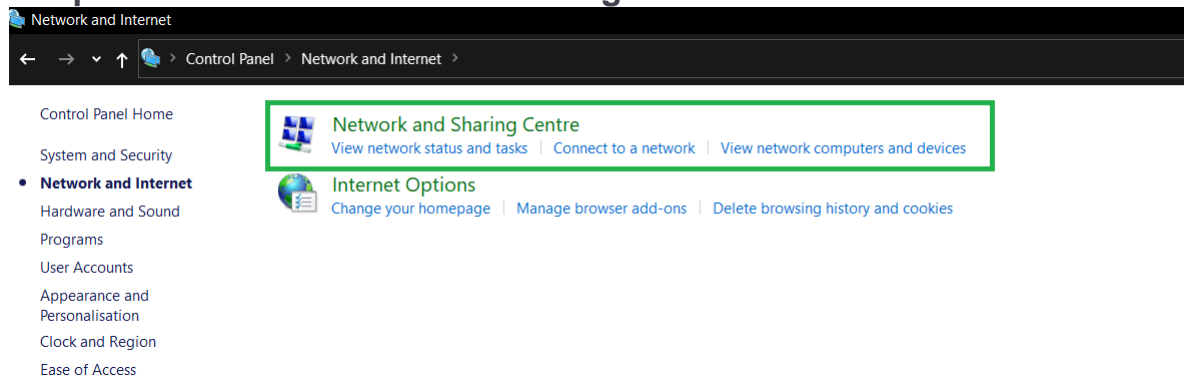 Network and Internet
Control Panel > Network and Internet >
Control Panel Home
System and Security
Network and Internet
Hardware and Sound
Programs
User Accounts
Appearance and
Personalisation
Clock and Region
Ease of Access
Network and Sharing Centre
View network status and tasks | Connect to a network | View network computers and devices
Internet Options
Change your homepage | Manage browser add-ons | Delete browsing history and cookies